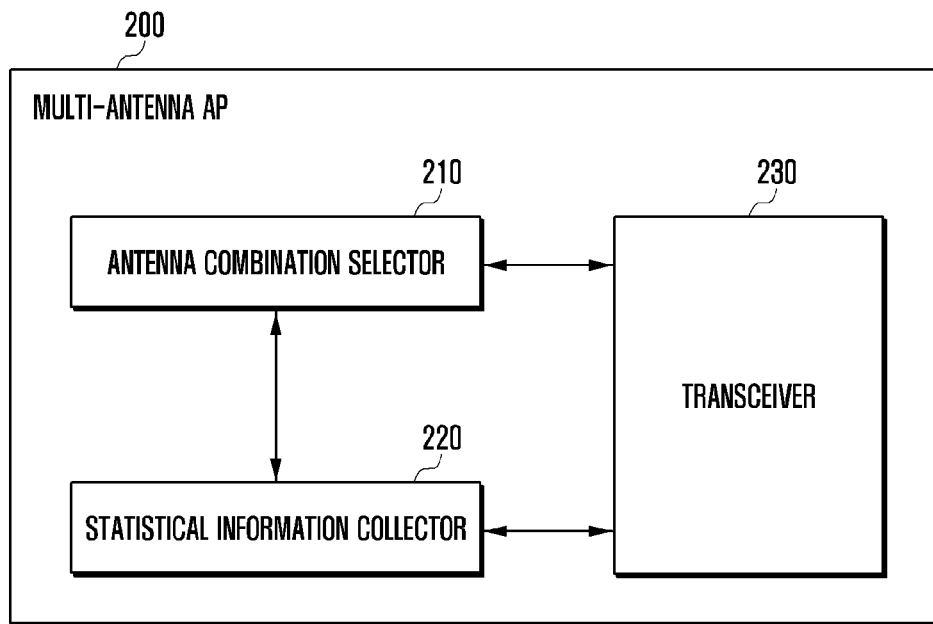 200
MULTI-ANTENNA AP
210
230
ANTENNA COMBINATION SELECTOR
TRANSCEIVER
220
STATISTICAL INFORMATION COLLECTOR